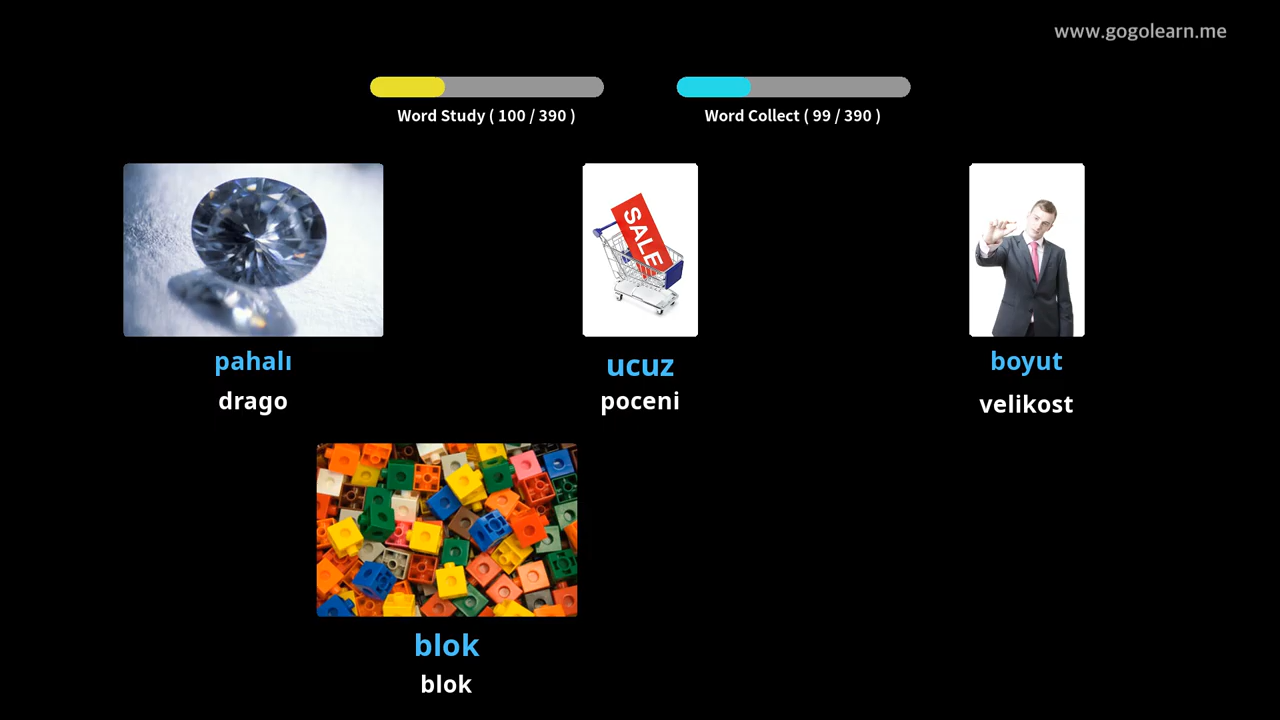 www.gogolearn.me
Word Study ( 100 / 390 )
Word Collect ( 99 / 390 )
SALE
pahalı
ucuz
boyut
drago
poceni
velikost
blok
blok